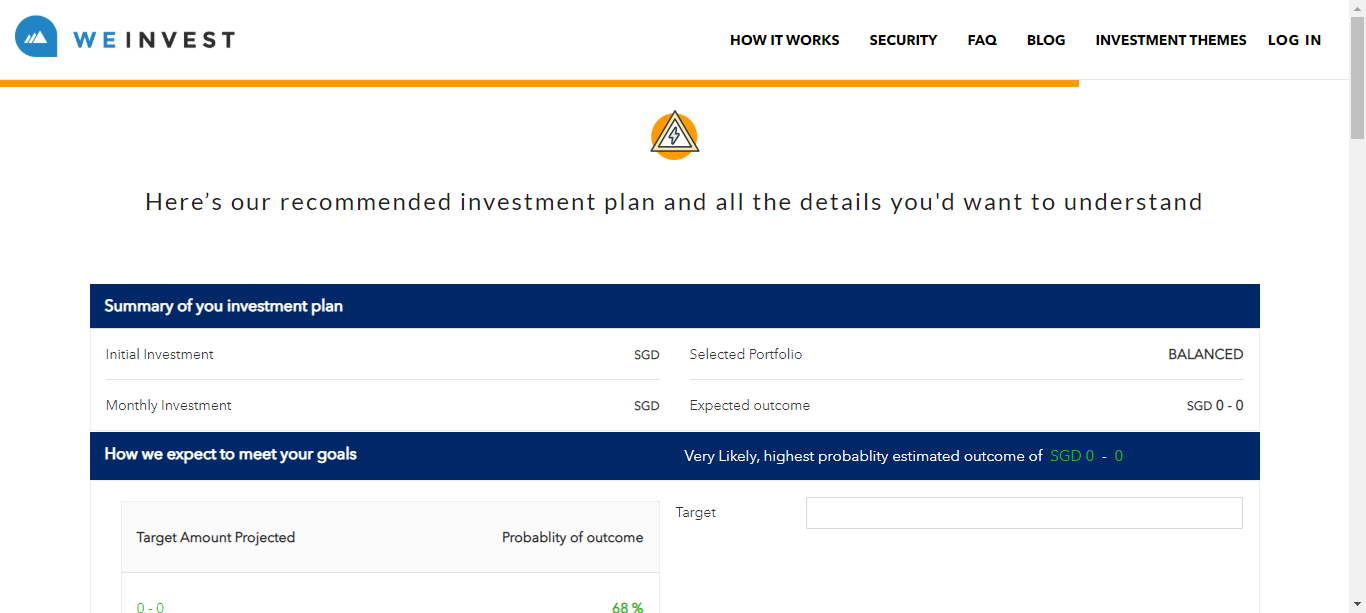 WEINVEST
HOW IT WORKS SECURITY FAQ BLOG INVESTMENT THEMES LOG IN
Here’s our recommended investment plan and all the details you'd want to understand
Summary of you investment plan
Initial Investment SGD Selected Portfolio BALANCED
Monthly Investment SGD Expected outcome SGD 0 - 0
How we expect to meet your goals Very Likely, highest probablity estimated outcome of SGD 0 - 0
Target
Target Amount Projected Probablity of outcome
0 - 0 68 %